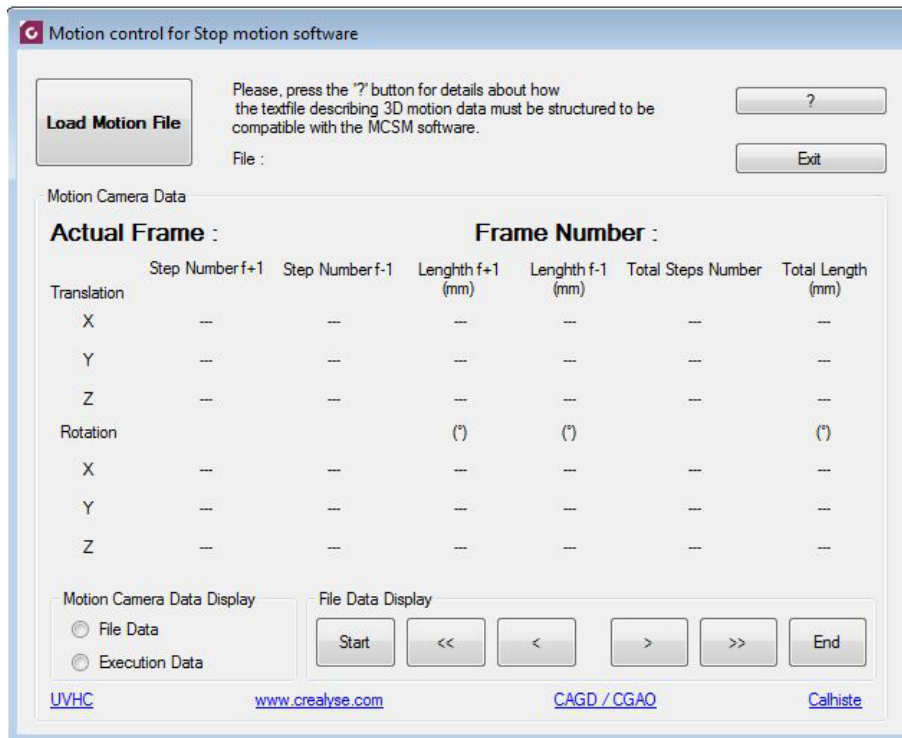 Motion control for Stop motion software
Load Motion File
Please, press the '?' button for details about how
the textfile describing 3D motion data must be structured to be
compatible with the MCSM software.
?
File :
Exit
Motion Camera Data
Actual Frame :
Frame Number :
Step Number f+1 Step Number f-1 Lenghth f+1 Lenghth f-1 Total Steps Number Total Length
Translation (mm) (mm) (mm)
X --- --- --- --- --- ---
Y --- --- --- --- --- ---
Z --- --- --- --- --- ---
Rotation (°) (°) (°)
X --- --- --- --- --- ---
Y --- --- --- --- --- ---
Z --- --- --- --- --- ---
Motion Camera Data Display
File Data
Execution Data
File Data Display
Start << < > >> End
UVHC www.crealyse.com CAGD / CGAO Calhiste